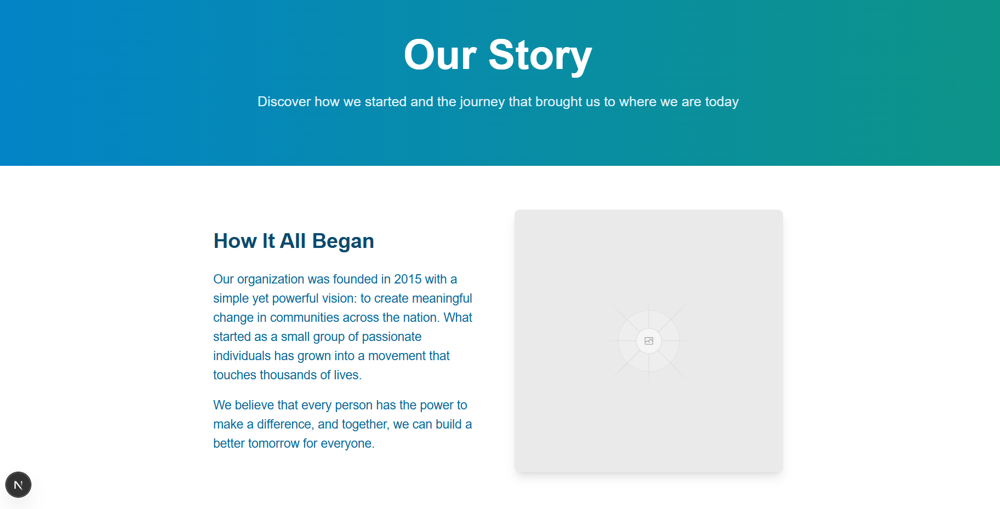 Our Story
Discover how we started and the journey that brought us to where we are today
How It All Began
Our organization was founded in 2015 with a
simple yet powerful vision: to create meaningful
change in communities across the nation. What
started as a small group of passionate
individuals has grown into a movement that
touches thousands of lives.
We believe that every person has the power to
make a difference, and together, we can build a
better tomorrow for everyone.
N